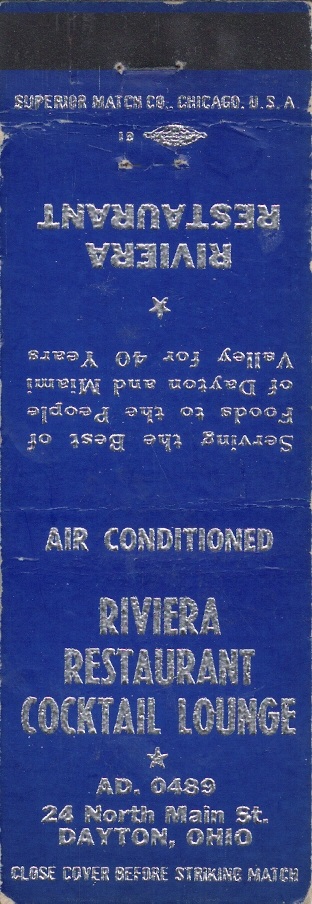 SUPERIOR MATCH CO., CHICAGO, U.S.A
18
RIVIERA
RESTAURANT
Serving the Best of
Foods to the People
of Dayton and Miami
Valley for 40 Years
AIR CONDITIONED
RIVIERA
RESTAURANT
COCKTAIL LOUNGE
AD. 0489
24 North Main St.
DAYTON, OHIO
CLOSE COVER BEFORE STRIKING MATCH